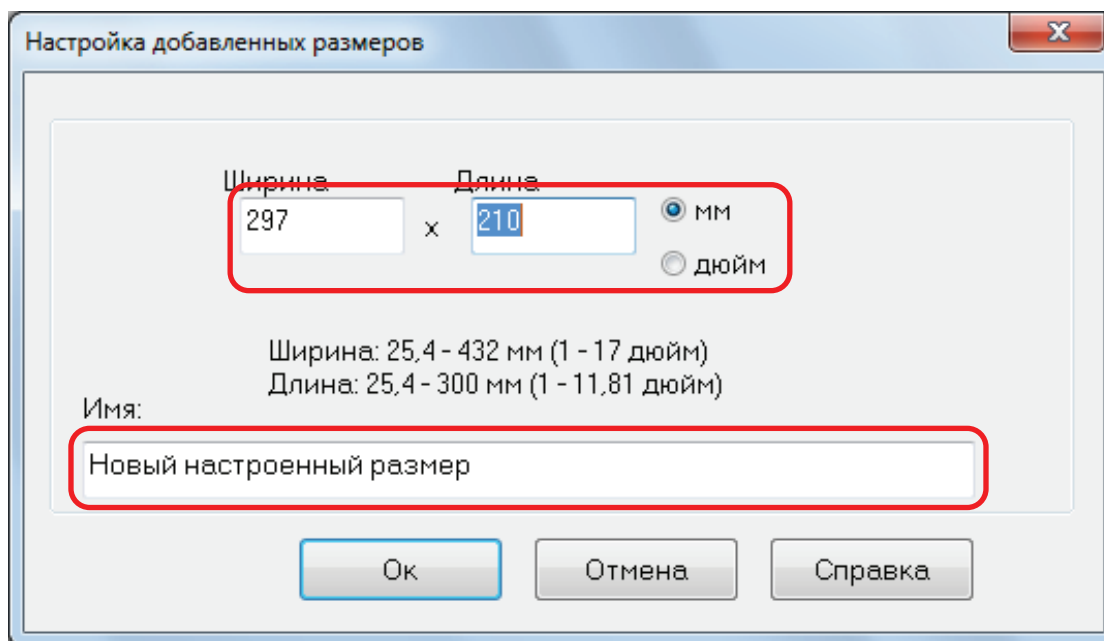 Настройка добавленных размеров
Ширина Длина
297 x 210 мм
дюйм
Ширина: 25,4 - 432 мм (1 - 17 дюйм)
Длина: 25,4 - 300 мм (1 - 11,81 дюйм)
Имя:
Новый настроенный размер
Ок Отмена Справка